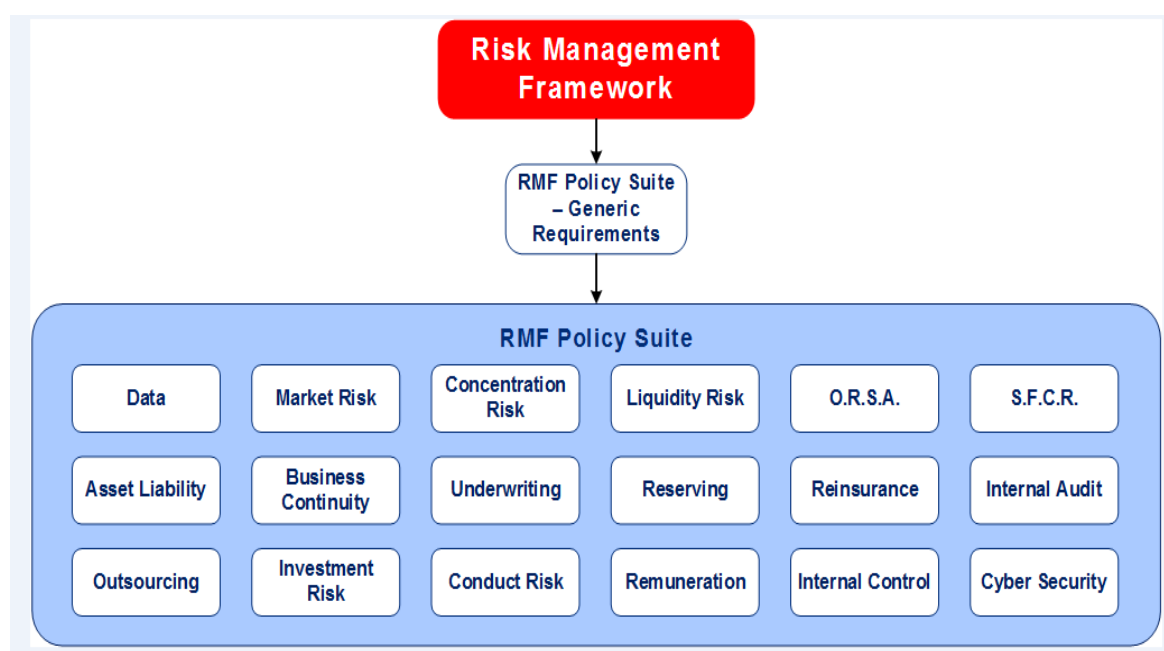 Risk Management
Framework
RMF Policy Suite
– Generic
Requirements
RMF Policy Suite
Data
Market Risk
Concentration
Risk
Liquidity Risk
O.R.S.A.
S.F.C.R.
Asset Liability
Business
Continuity
Underwriting
Reserving
Reinsurance
Internal Audit
Outsourcing
Investment
Risk
Conduct Risk
Remuneration
Internal Control
Cyber Security